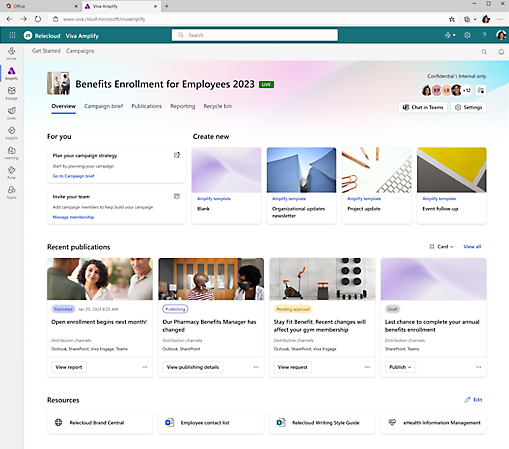 Office
Viva Amplify
www.viva.cloud.microsoft/vivaamplify
Relecloud Viva Amplify
Search
Get Started Campaigns
Home
Amplify
Engage
Goals
Insights
Learning
Pulse
Topics
Benefits Enrollment for Employees 2023 LIVE
Confidential \ Internal only
KP
LB
+12
Overview Campaign brief Publications Reporting Recycle bin
Chat in Teams Settings
For you
Plan your campaign strategy
Start by planning your campaign
Go to Campaign brief
Invite your team
Add campaign members to help build your campaign
Manage membership
Create new
Amplify template
Blank
Amplify template
Organizational updates
newsletter
Amplify template
Project update
Amplify template
Event follow-up
Recent publications
Card View all
Published Jan 25, 2023 8:20 AM
Open enrollment begins next month!
Distribution channels
Outlook, SharePoint, Viva Engage, Teams
View report
Publishing
Our Pharmacy Benefits Manager has
changed
Distribution channels
Outlook, SharePoint
View publishing details
Pending approval
Stay Fit Benefit: Recent changes will
affect your gym membership
Distribution channels
Outlook, SharePoint, Viva Engage
View request
Draft
Last chance to complete your annual
benefits enrollment
Distribution channels
SharePoint, Teams
Publish
Resources
Edit
Relecloud Brand Central
Employee contact list
Relecloud Writing Style Guide
eHealth Information Management